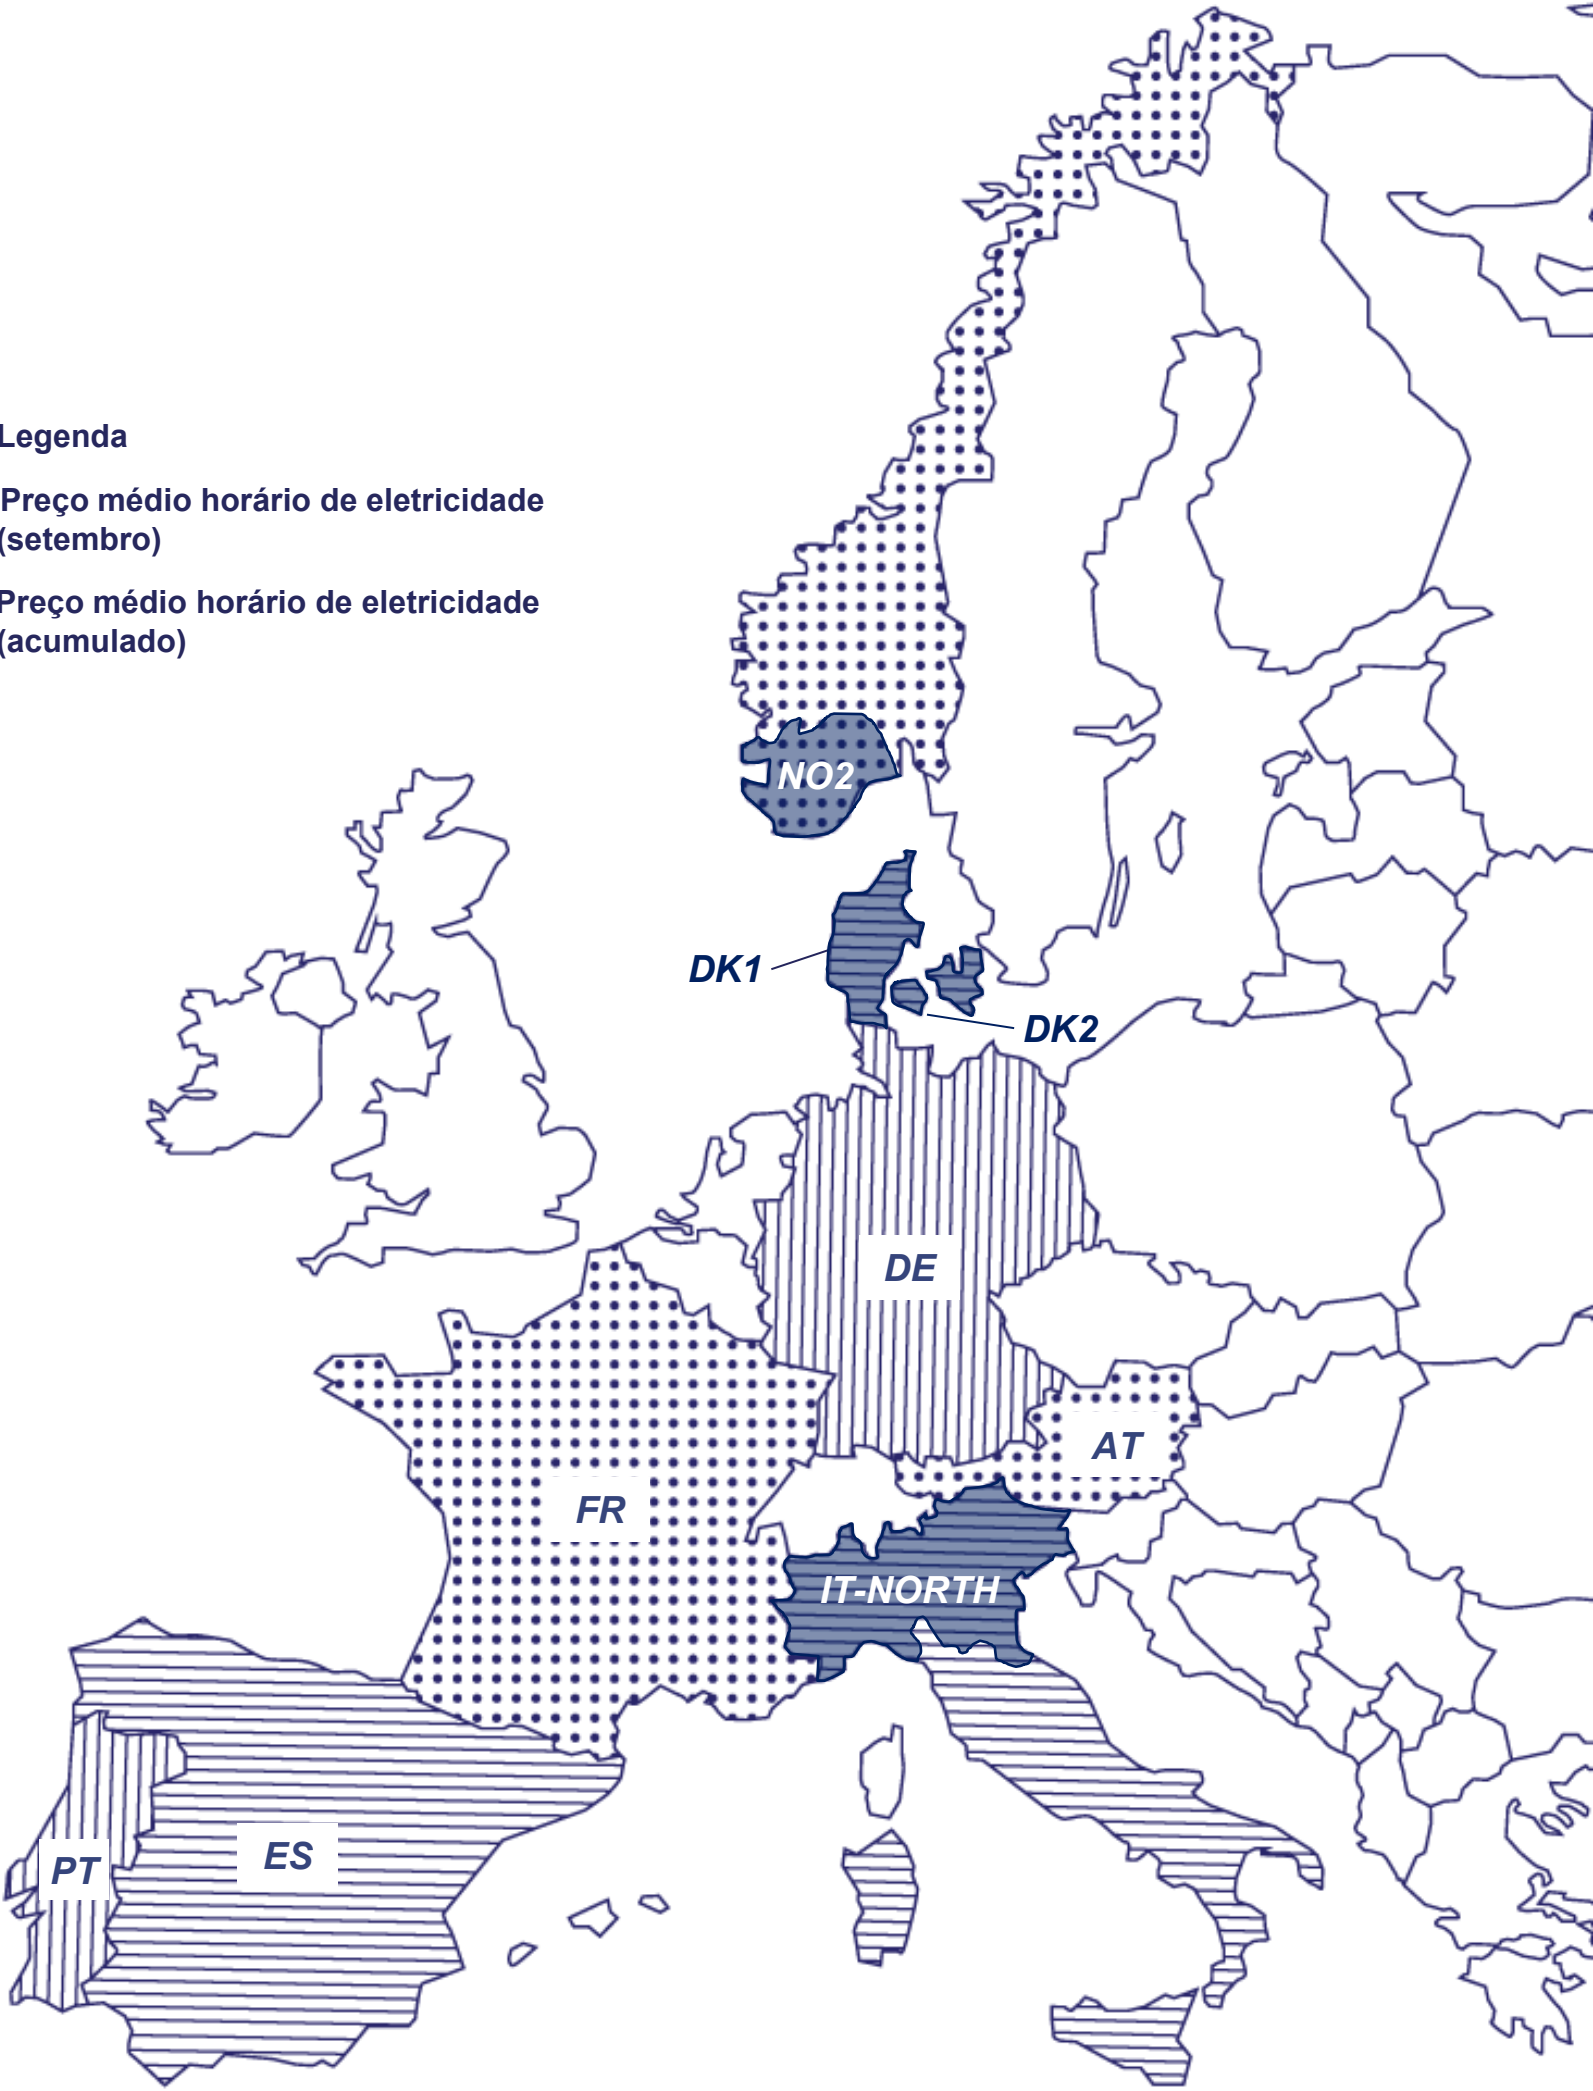 Legenda
Preço médio horário de eletricidade
(setembro)
Preço médio horário de eletricidade
(acumulado)
NO2
DK1
DK2
DE
AT
FR
IT-NORTH
ES
PT